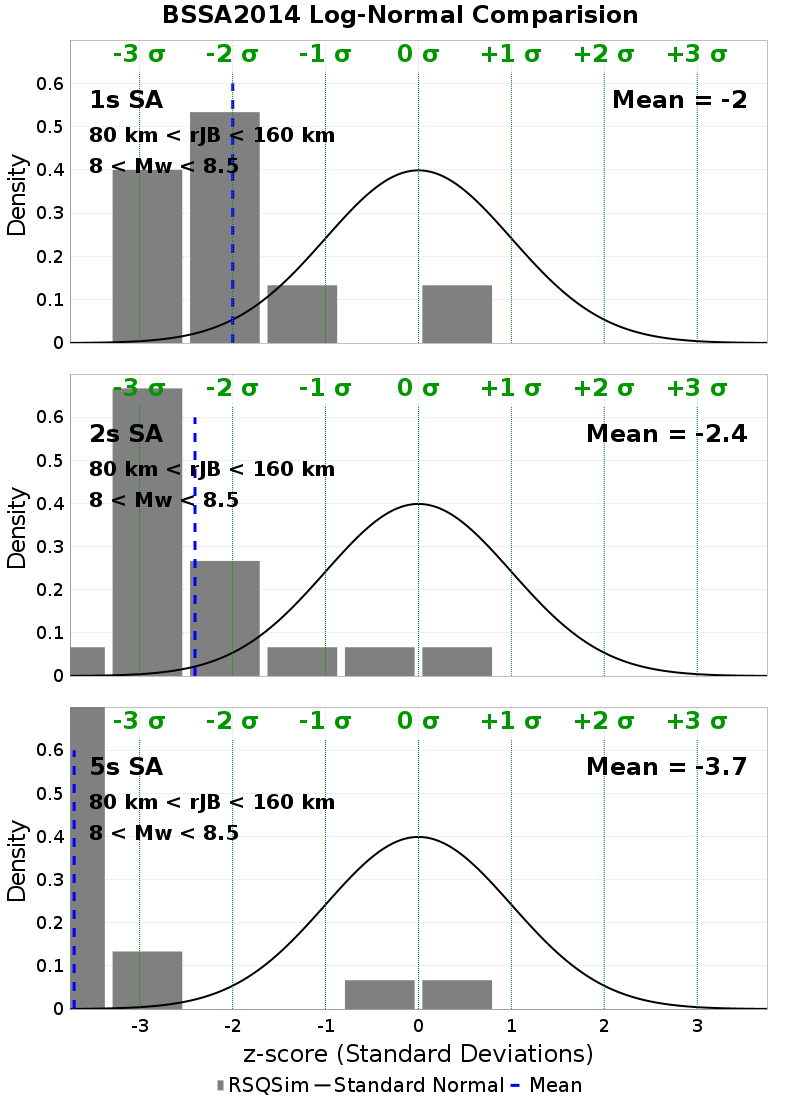 BSSA2014 Log-Normal Comparision
-3 σ -2 σ -1 σ 0 σ +1 σ +2 σ +3 σ
1s SA Mean = -2
80 km < rJB < 160 km
8 < Mw < 8.5
Density
0.6
0.5
0.4
0.3
0.2
0.1
0
-3 σ -2 σ -1 σ 0 σ +1 σ +2 σ +3 σ
2s SA Mean = -2.4
80 km < rJB < 160 km
8 < Mw < 8.5
Density
0.6
0.5
0.4
0.3
0.2
0.1
0
-3 σ -2 σ -1 σ 0 σ +1 σ +2 σ +3 σ
5s SA Mean = -3.7
80 km < rJB < 160 km
8 < Mw < 8.5
Density
0.6
0.5
0.4
0.3
0.2
0.1
0
-3 -2 -1 0 1 2 3
z-score (Standard Deviations)
RSQSim Standard Normal Mean